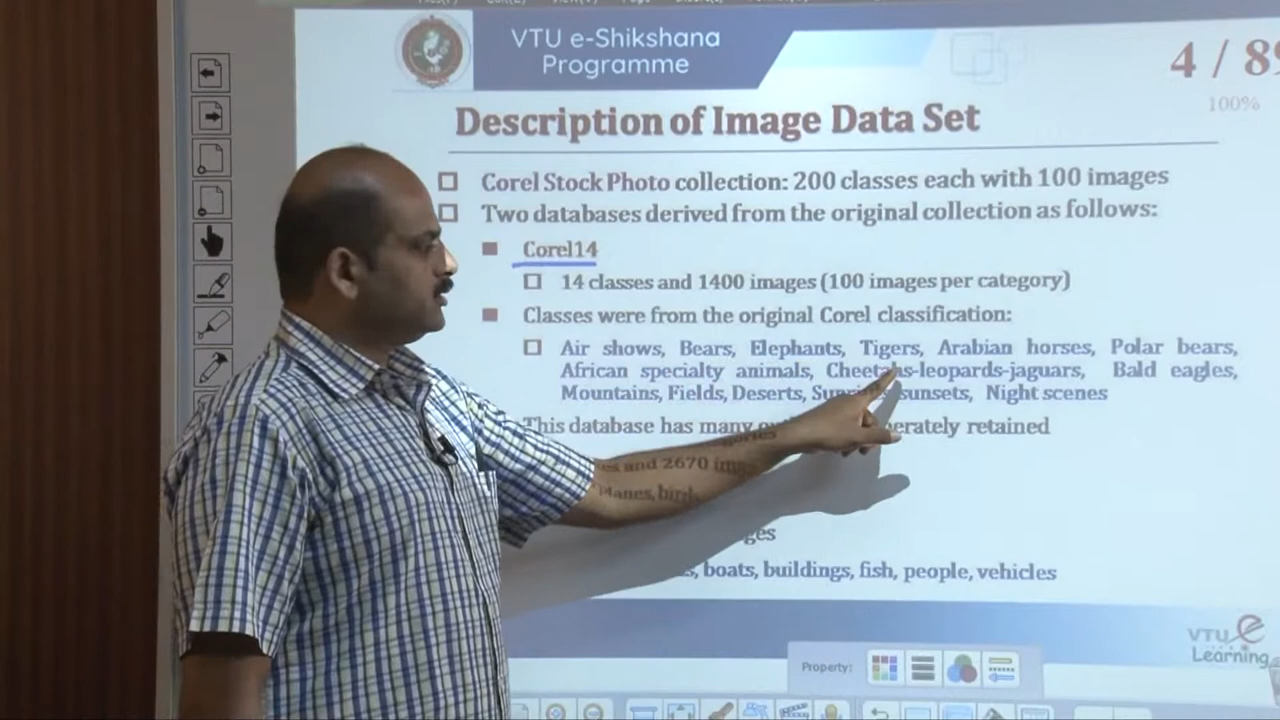 VTU e-Shikshana
Programme
4 / 89
100%
Description of Image Data Set
Corel Stock Photo collection: 200 classes each with 100 images
Two databases derived from the original collection as follows:
Corel14
14 classes and 1400 images (100 images per category)
Classes were from the original Corel classification:
Air shows, Bears, Elephants, Tigers, Arabian horses, Polar bears,
African specialty animals, Cheetahs-leopards-jaguars, Bald eagles,
Mountains, Fields, Deserts, sunsets, Night scenes
This database has many retained
and 2670
boats, buildings, fish, people, vehicles
VTU e
Learning
Property: